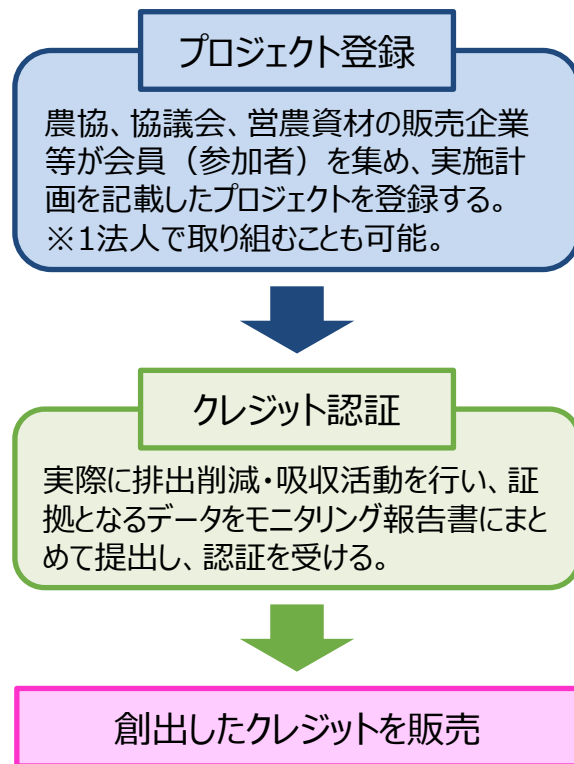 プロジェクト登録
農協、協議会、営農資材の販売企業
等が会員（参加者）を集め、実施計
画を記載したプロジェクトを登録する。
※1法人で取り組むことも可能。
クレジット認証
実際に排出削減・吸収活動を行い、証
拠となるデータをモニタリング報告書にまと
めて提出し、認証を受ける。
創出したクレジットを販売